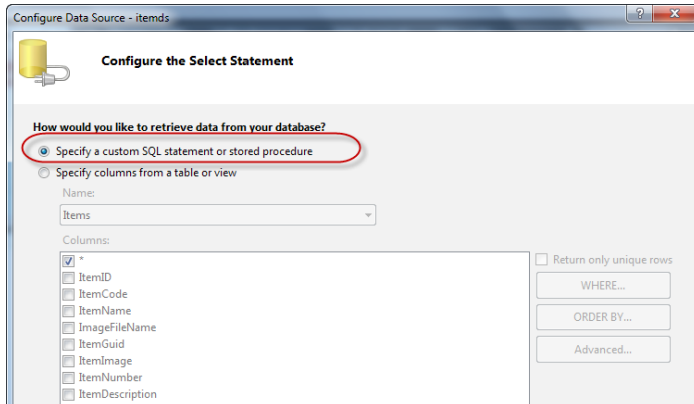 Configure Data Source - itemds
Configure the Select Statement
How would you like to retrieve data from your database?
Specify a custom SQL statement or stored procedure
Specify columns from a table or view
Name:
Items
Columns:
*
ItemID
ItemCode
ItemName
ImageFileName
ItemGuid
ItemImage
ItemNumber
ItemDescription
Return only unique rows
WHERE...
ORDER BY...
Advanced...